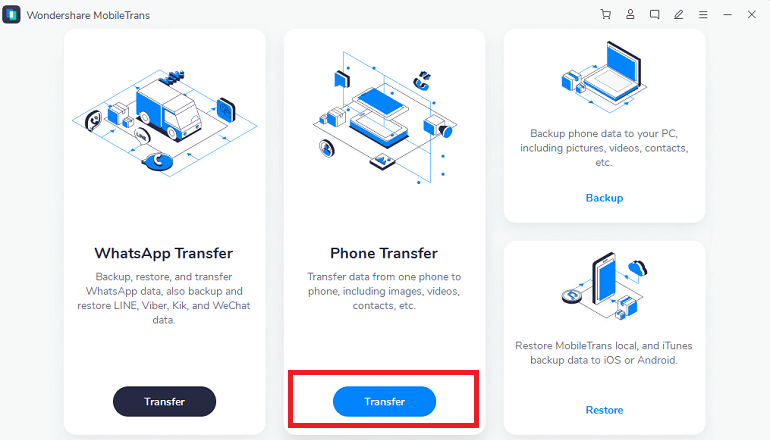 Wondershare MobileTrans
WhatsApp Transfer
Backup, restore, and transfer
WhatsApp data, also backup and
restore LINE, Viber, Kik, and WeChat
data.
Transfer
Phone Transfer
Transfer data from one phone to
phone, including images, videos,
contacts, etc.
Transfer
Backup phone data to your PC,
including pictures, videos, contacts,
etc.
Backup
Restore MobileTrans local, and iTunes
backup data to iOS or Android.
Restore